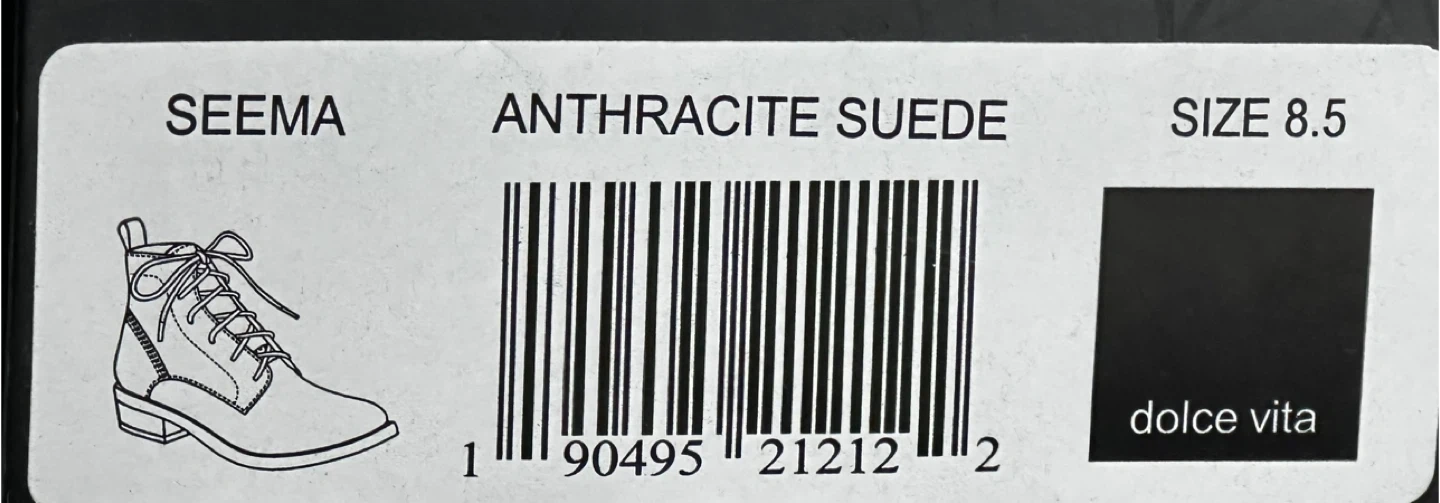 SEEMA
ANTHRACITE SUEDE
SIZE 8.5
1 90495 21212 2
dolce vita